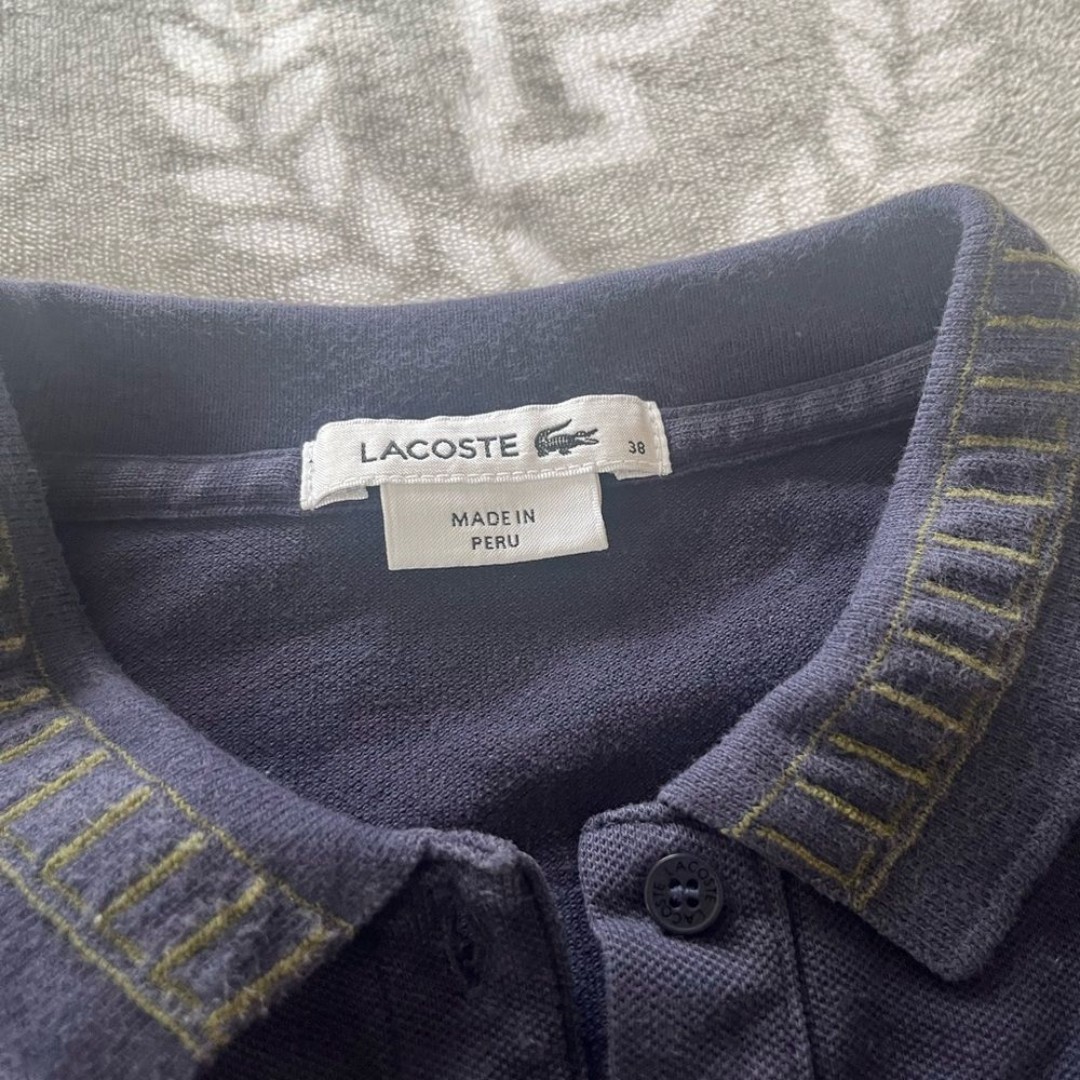 LACOSTE 38
MADE IN
PERU